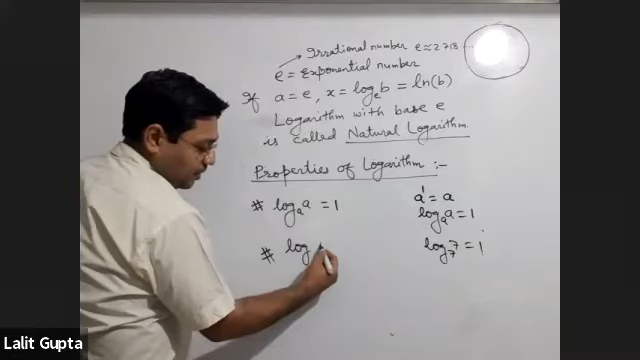 Irrational number e≈2.718
e = Exponential number
If a = e, x = logₑb = ln(b)
Logarithm with base e
is called Natural Logarithm.
Properties of Logarithm :-
# logₐa = 1
a¹ = a
logₐa = 1
# log
log₇7 = 1
Lalit Gupta